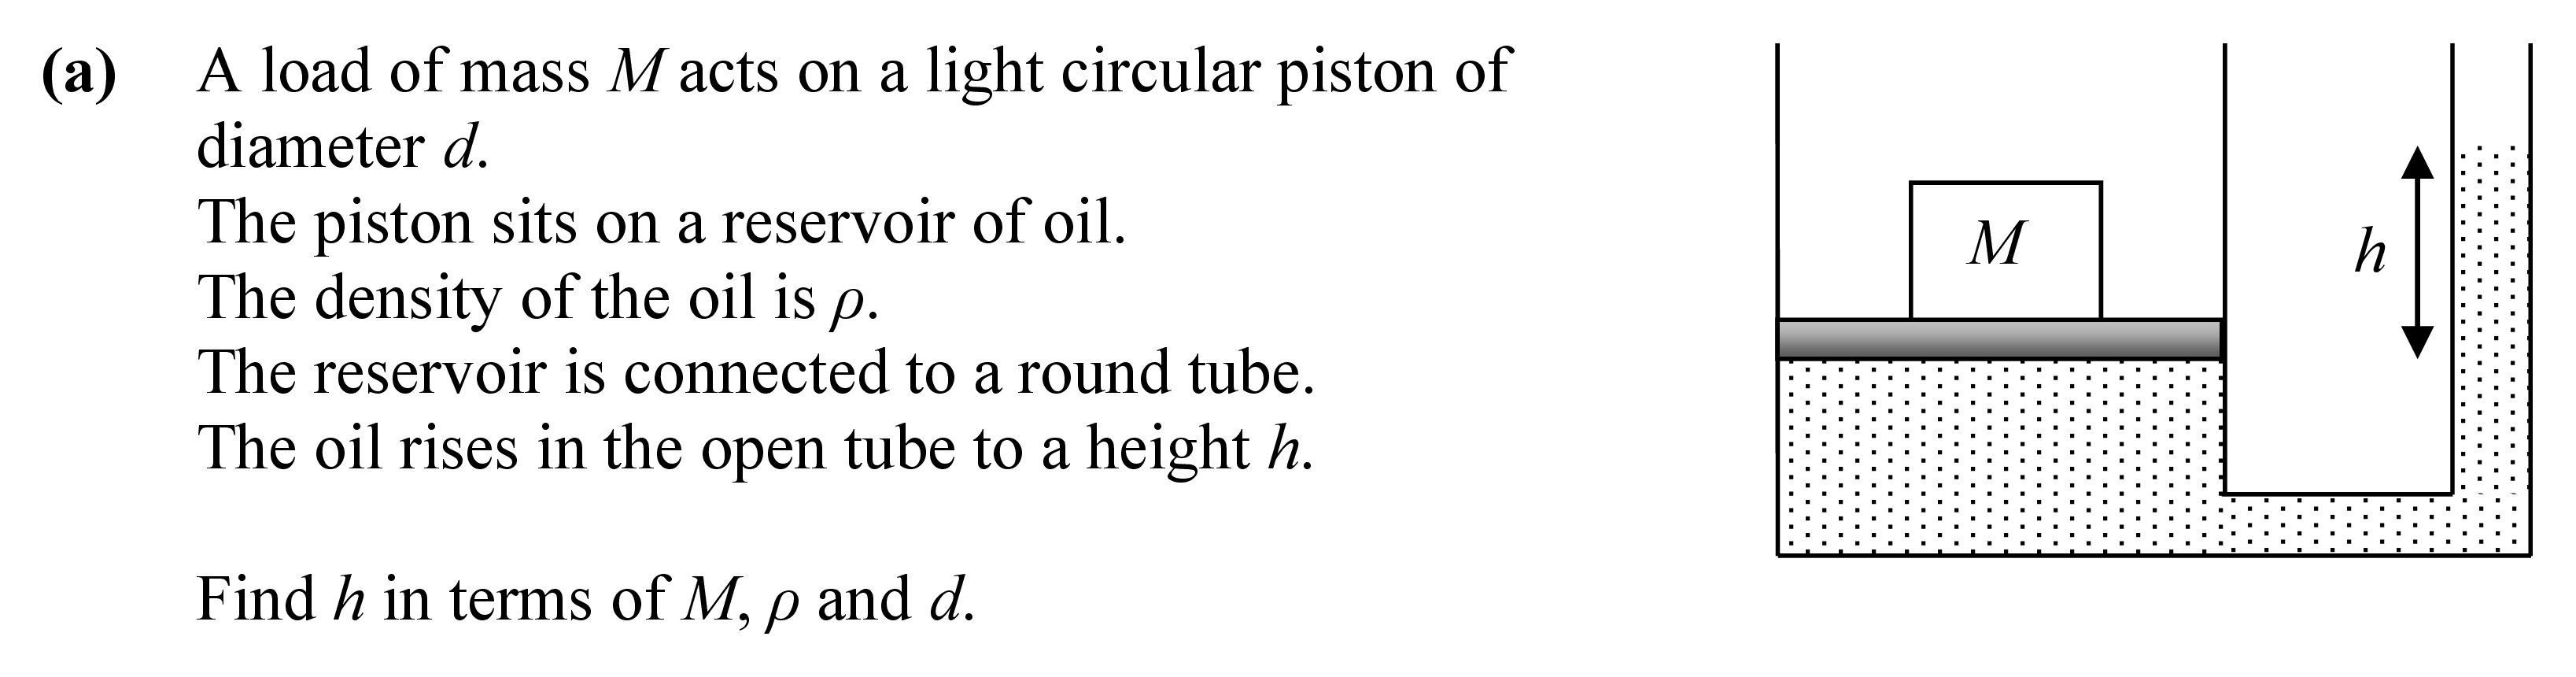 (a) A load of mass M acts on a light circular piston of
diameter d.
The piston sits on a reservoir of oil.
The density of the oil is ρ.
The reservoir is connected to a round tube.
The oil rises in the open tube to a height h.
Find h in terms of M, ρ and d.
M
h